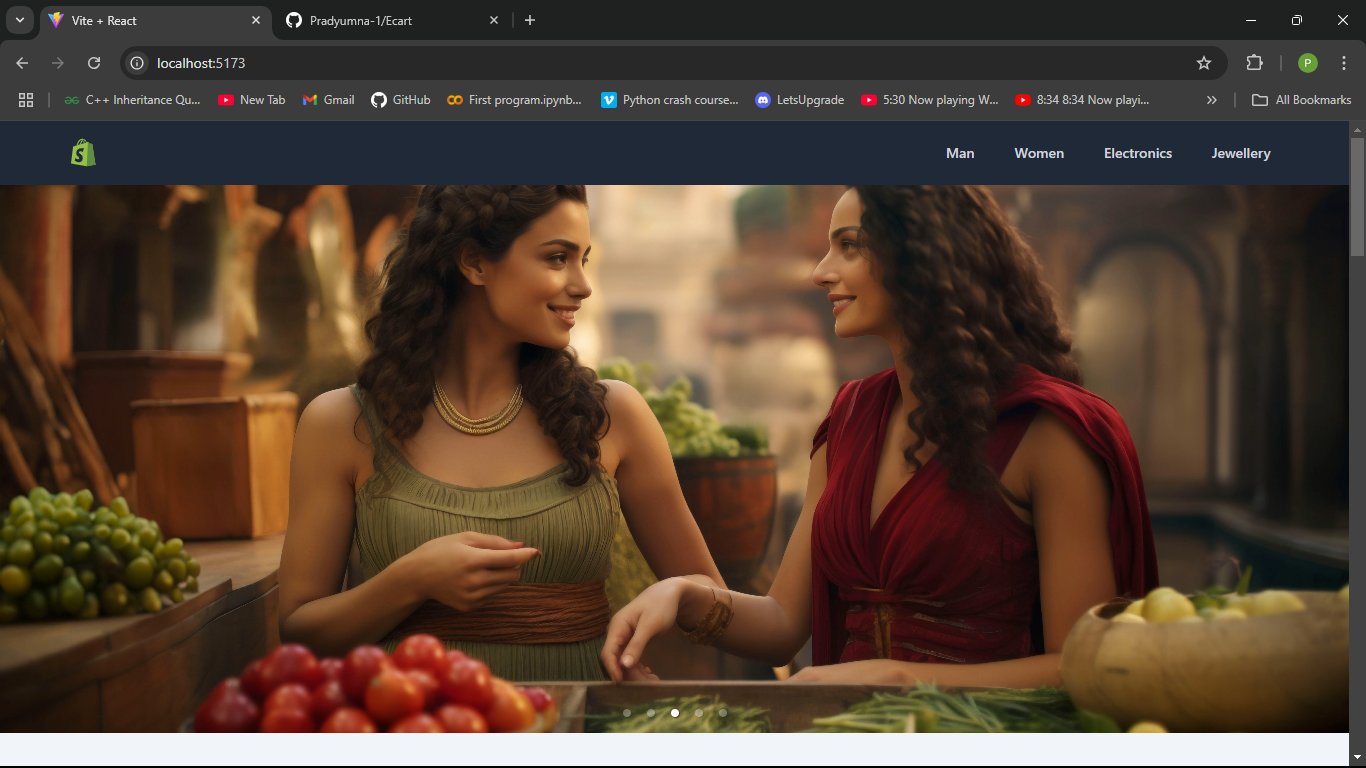 Vite + React
Pradyumna-1/Ecart
localhost:5173
P
C++ Inheritance Qu...
New Tab
Gmail
GitHub
First program.ipynb...
Python crash course...
LetsUpgrade
5:30 Now playing W...
8:34 8:34 Now playi...
All Bookmarks
Man
Women
Electronics
Jewellery